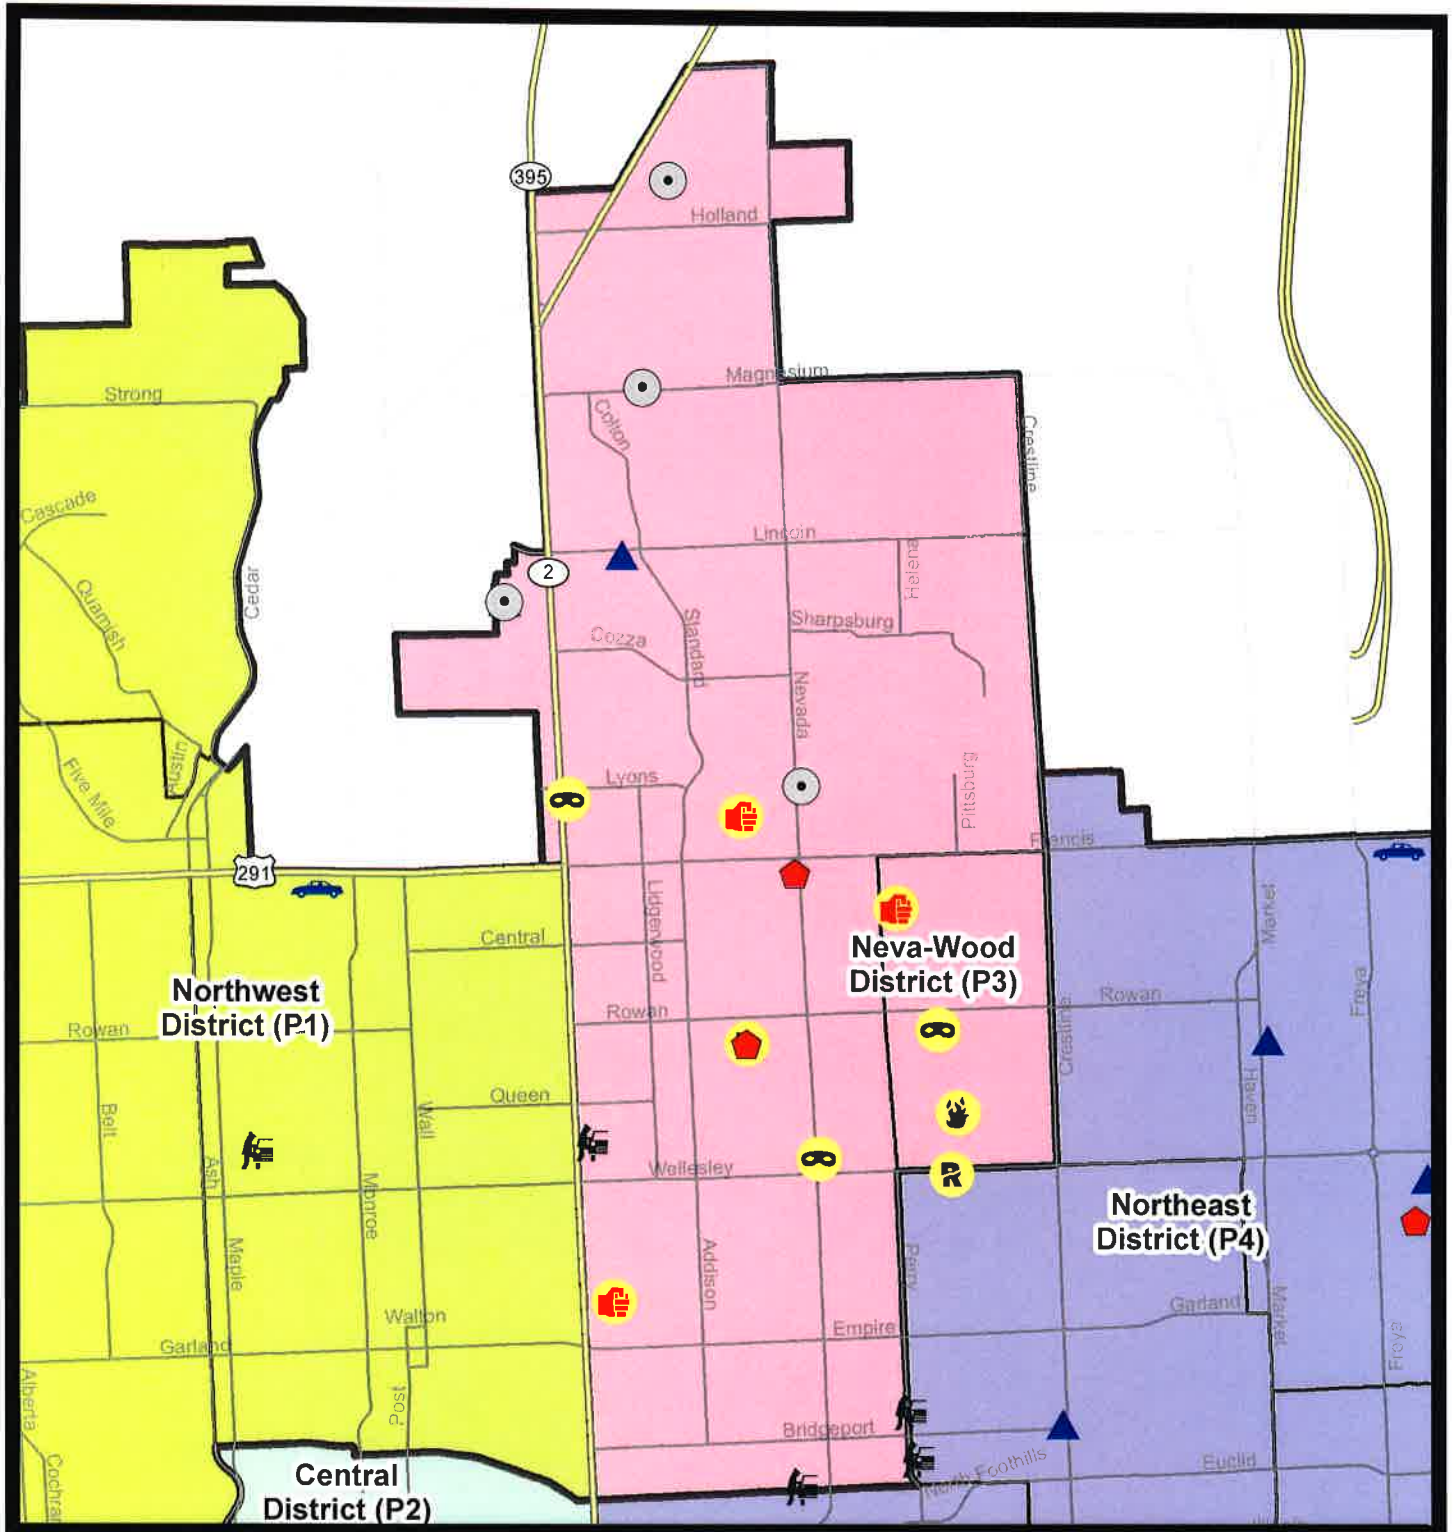 395
Holland
Strong
Magnesium
Colton
Crestline
Cascade
Lincoln
Helena
2
Cedar
Quamish
Sharpsburg
Cozza
Standard
Nevada
Austin
Five Mile
Lyons
Pittsburg
Francis
291
Lidgerwood
Market
Central
Neva-Wood
District (P3)
Northwest
District (P1)
Rowan
Rowan
Rowan
Freya
Crestline
Haven
Queen
Belt
Wall
Ash
Monroe
Wellesley
R
Northeast
District (P4)
Maple
Addison
Perry
Garland
Market
Walton
Empire
Garland
Freya
Alberta
Post
Bridgeport
Cochran
Central
District (P2)
North Foothills
Euclid